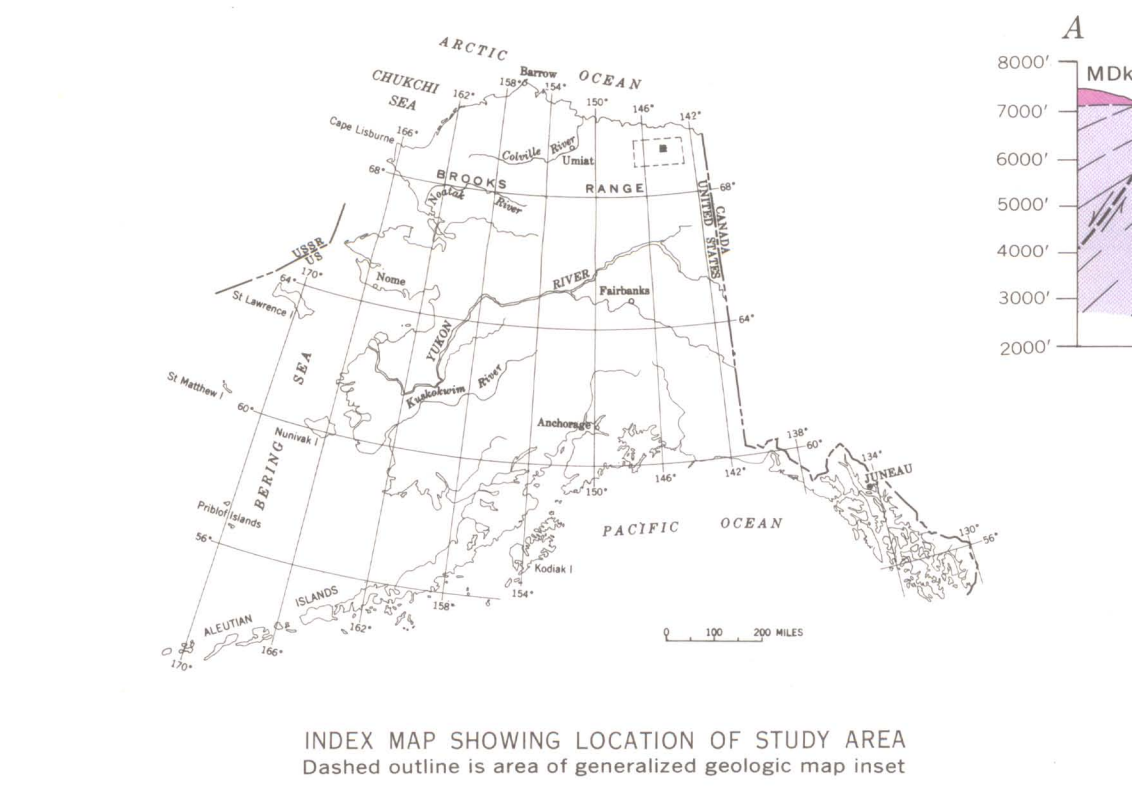 ARCTIC OCEAN
CHUKCHI
SEA
Barrow
158°
154°
162°
150°
146°
142°
166°
Cape Lisburne
Colville River
Umiat
68°
BROOKS RANGE
Noatak River
68°
UNITED STATES
CANADA
USSR
US
170°
64°
Nome
St Lawrence I
RIVER
Fairbanks
64°
YUKON
Kuskokwim River
St Matthew I
60°
Nunivak I
BERING SEA
Anchorage
138°
60°
134°
JUNEAU
150°
146°
142°
Priblof Islands
56°
PACIFIC OCEAN
130°
56°
Kodiak I
154°
158°
ALEUTIAN ISLANDS
162°
166°
170°
0 100 200 MILES
INDEX MAP SHOWING LOCATION OF STUDY AREA
Dashed outline is area of generalized geologic map inset
A
8000'
MDk
7000'
6000'
5000'
4000'
3000'
2000'